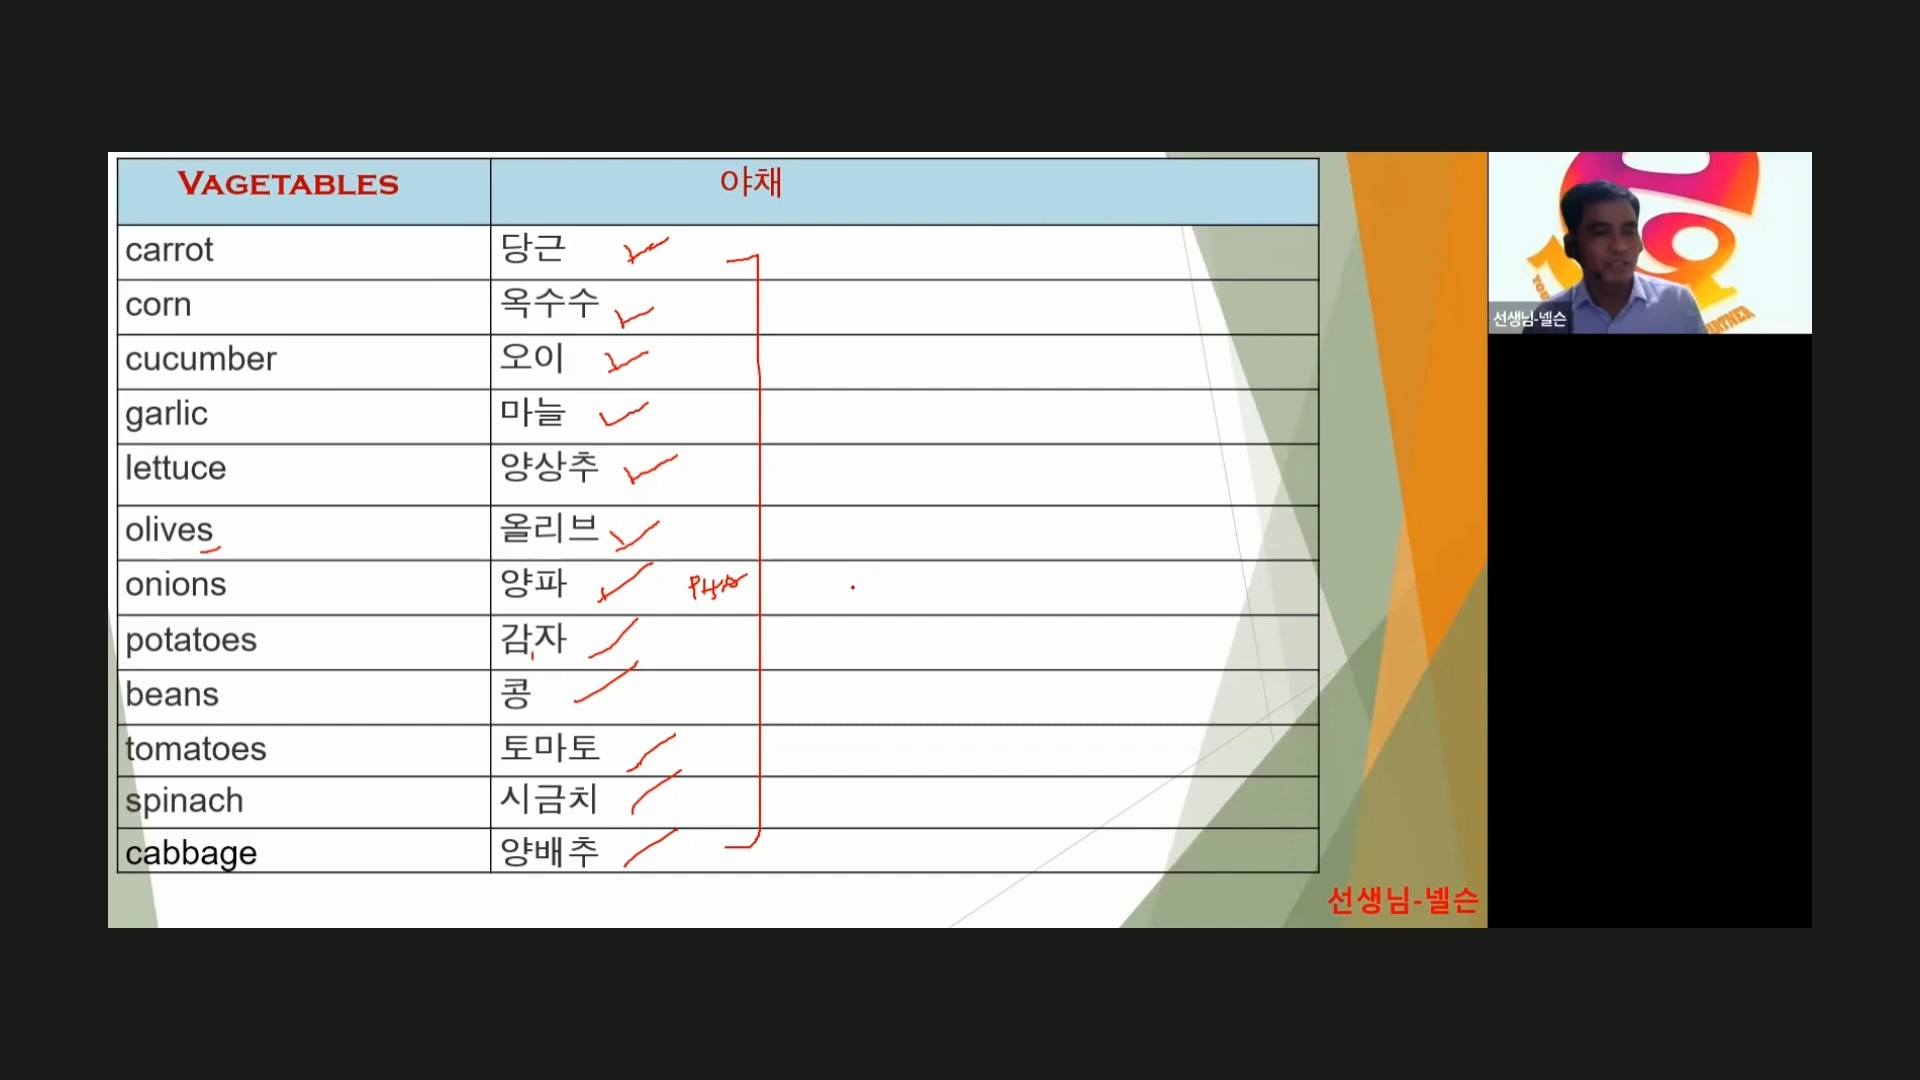 VAGETABLES 야채
carrot 당근
corn 옥수수
cucumber 오이
garlic 마늘
lettuce 양상추
olives 올리브
onions 양파
potatoes 감자
beans 콩
tomatoes 토마토
spinach 시금치
cabbage 양배추
선생님-넬슨
선생님-넬슨